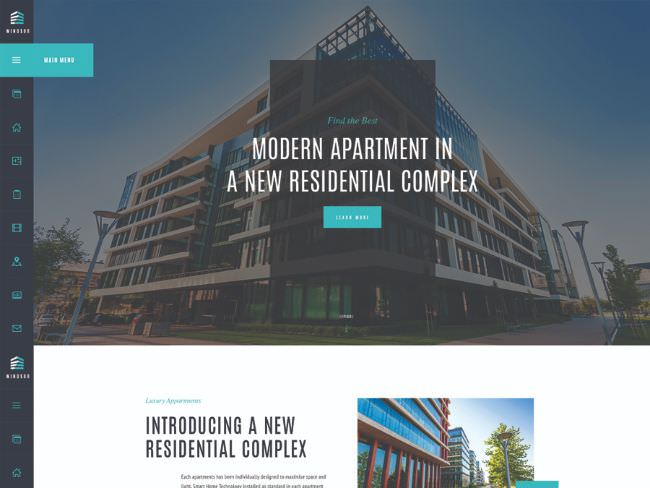 WINDSOR
MAIN MENU
Find the Best
MODERN APARTMENT IN
A NEW RESIDENTIAL COMPLEX
LEARN MORE
WINDSOR
Luxury Appartments
INTRODUCING A NEW
RESIDENTIAL COMPLEX
Each apartments has been individually designed to maximise space and
light. Smart Home Technology installed as standard in each apartment